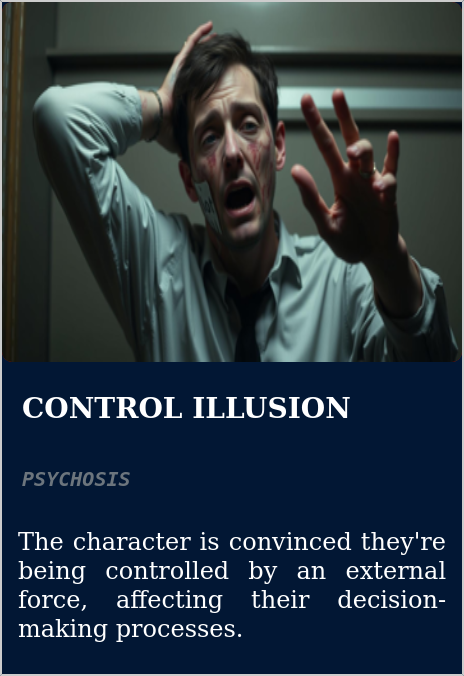 CONTROL ILLUSION
PSYCHOSIS
The character is convinced they're
being controlled by an external
force, affecting their decision-
making processes.